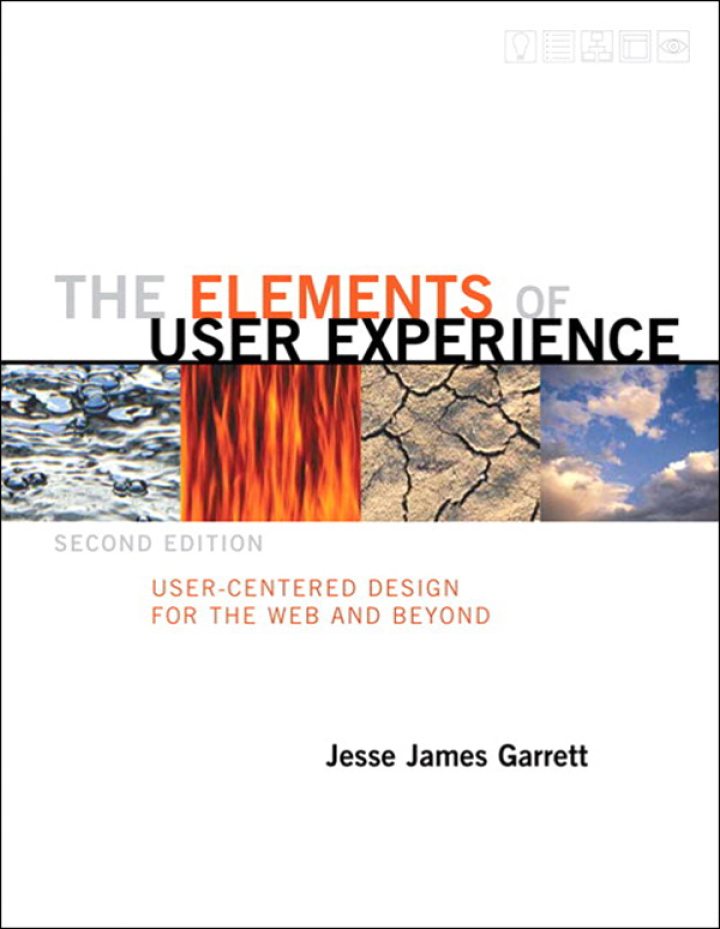 THE ELEMENTS OF
USER EXPERIENCE
SECOND EDITION
USER-CENTERED DESIGN
FOR THE WEB AND BEYOND
Jesse James Garrett